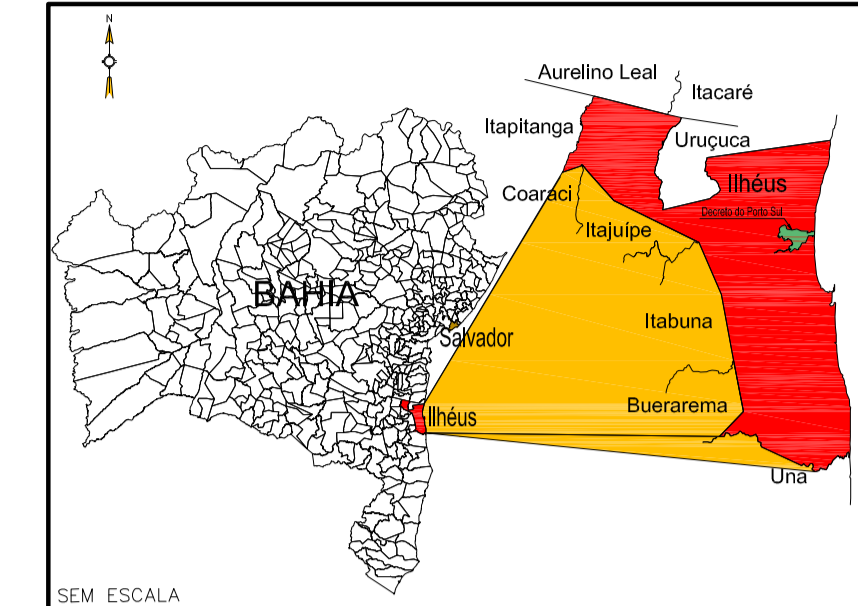 N
Aurelino Leal
Itacaré
Itapitanga
Uruçuca
Ilhéus
Coaraci
Decreto do Porto Sul
Itajuípe
BAHIA
Itabuna
Salvador
Buerarema
Ilhéus
Una
SEM ESCALA